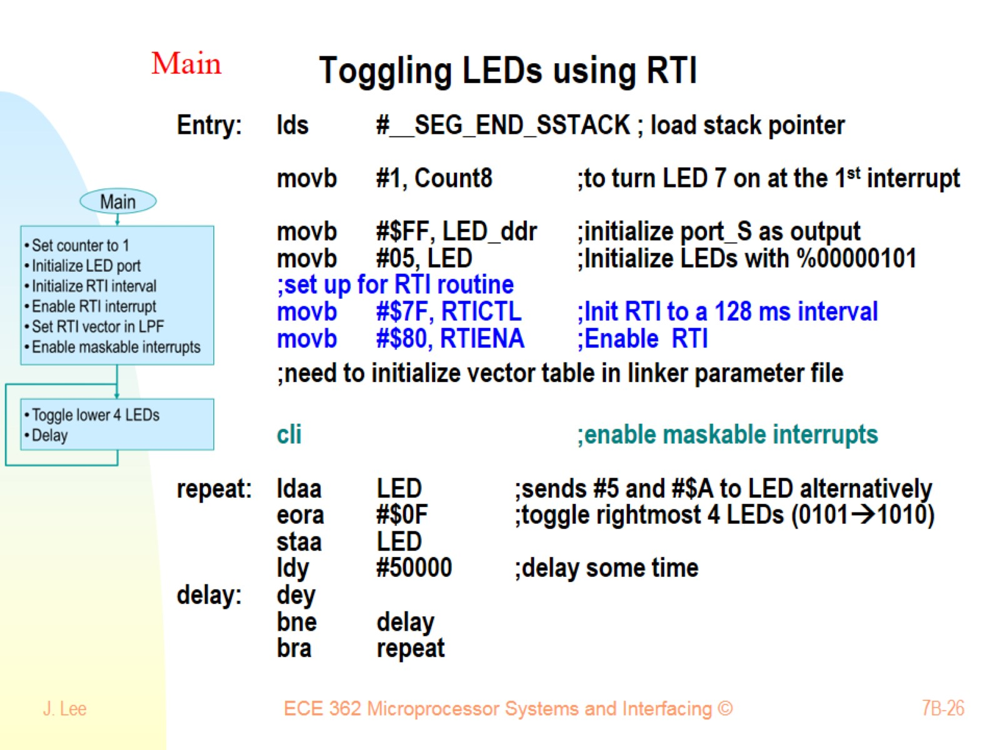 Main
Toggling LEDs using RTI
Entry: lds #__SEG_END_SSTACK ; load stack pointer
movb #1, Count8 ;to turn LED 7 on at the 1st interrupt
movb #$FF, LED_ddr ;initialize port_S as output
movb #05, LED ;Initialize LEDs with %00000101
;set up for RTI routine
movb #$7F, RTICTL ;Init RTI to a 128 ms interval
movb #$80, RTIENA ;Enable RTI
;need to initialize vector table in linker parameter file
cli ;enable maskable interrupts
repeat: ldaa LED ;sends #5 and #$A to LED alternatively
eora #$0F ;toggle rightmost 4 LEDs (0101→1010)
staa LED
ldy #50000 ;delay some time
delay: dey
bne delay
bra repeat
Main
• Set counter to 1
• Initialize LED port
• Initialize RTI interval
• Enable RTI interrupt
• Set RTI vector in LPF
• Enable maskable interrupts
• Toggle lower 4 LEDs
• Delay
J. Lee
ECE 362 Microprocessor Systems and Interfacing ©
7B-26